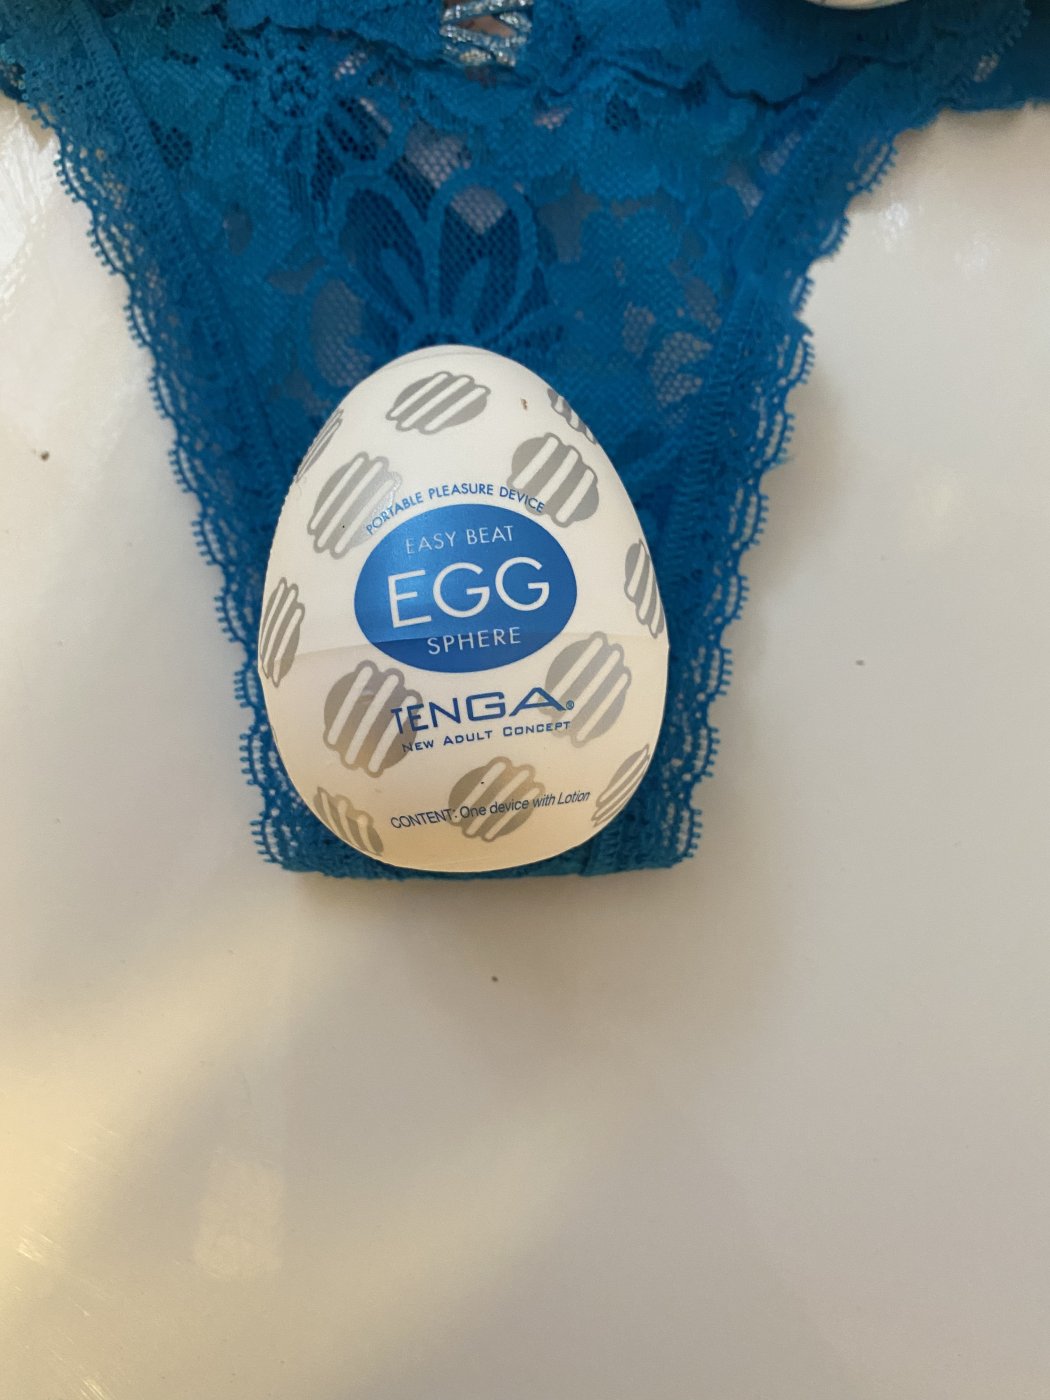 PORTABLE PLEASURE DEVICE
EASY BEAT
EGG
SPHERE
TENGA®
NEW ADULT CONCEPT
CONTENT: One device with Lotion